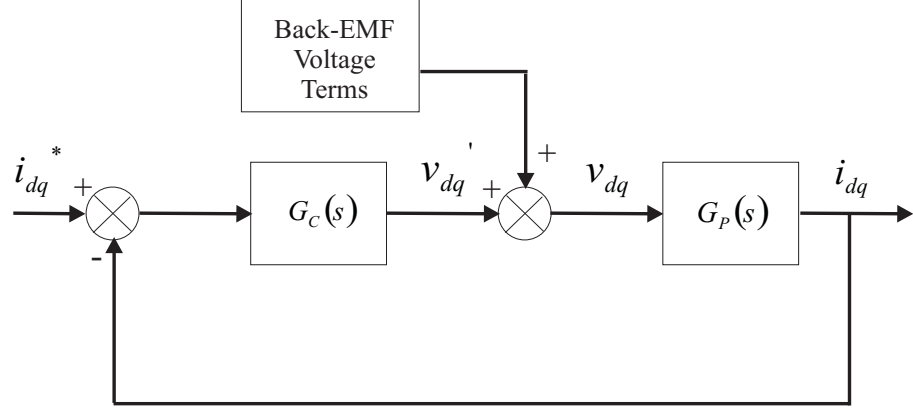 Back-EMF
Voltage
Terms
i_dq* + G_C(s) v_dq' + + v_dq G_P(s) i_dq
-